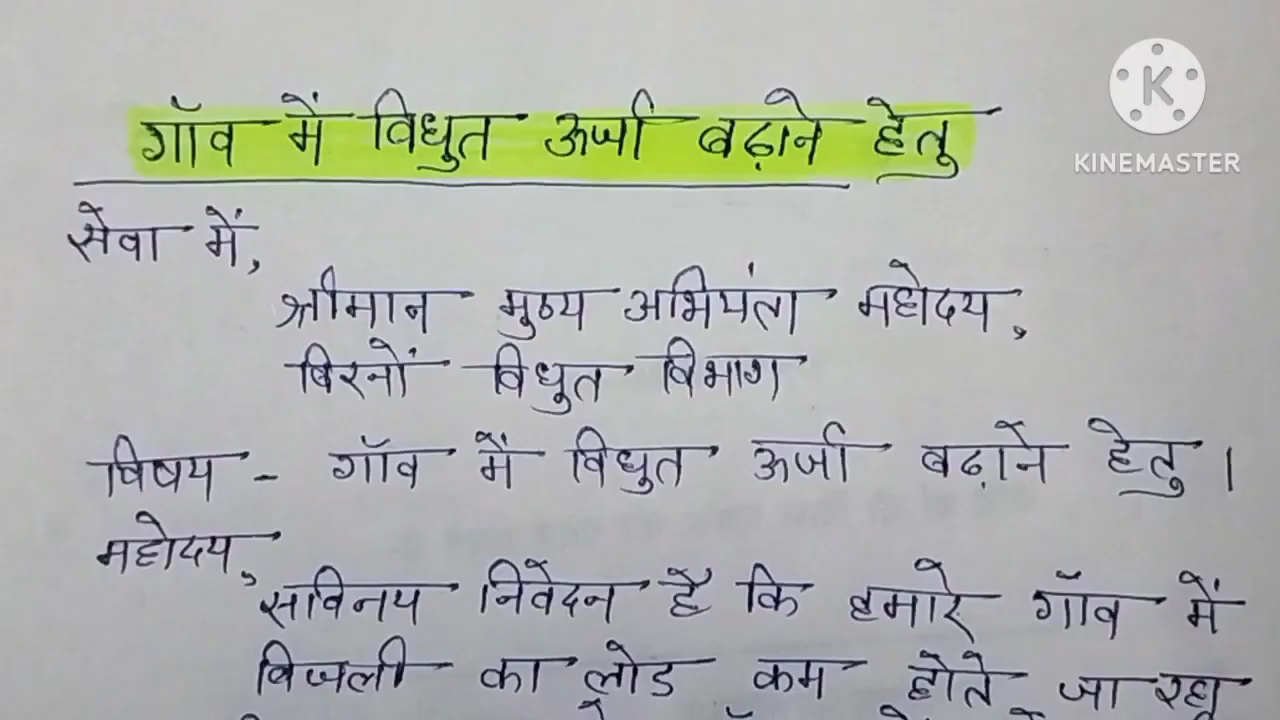 गॉव में विधुत ऊर्जा बढ़ाने हेतू
KINEMASTER
सेवा में,
श्रीमान मुख्य अभियंता महोदय,
बिरनों विधुत विभाग
विषय - गॉव में विधुत ऊर्जा बढ़ाने हेतु ।
महोदय,
सविनय निवेदन है कि हमारे गॉव में
बिजली का लोड कम होते जा रहा